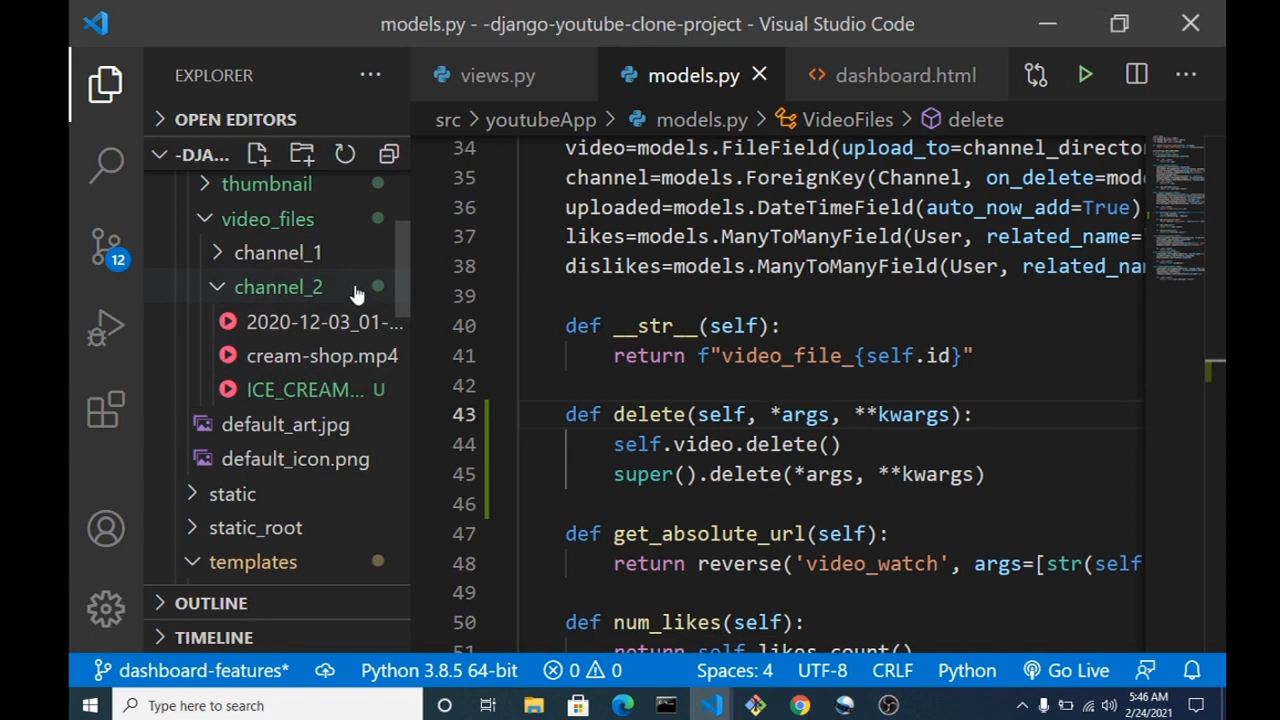 models.py - -django-youtube-clone-project - Visual Studio Code
EXPLORER
views.py
models.py
dashboard.html
OPEN EDITORS
src > youtubeApp > models.py > VideoFiles > delete
-DJA...
thumbnail
video_files
channel_1
channel_2
2020-12-03_01-...
cream-shop.mp4
ICE_CREAM... U
default_art.jpg
default_icon.png
static
static_root
templates
OUTLINE
TIMELINE
12
34 video=models.FileField(upload_to=channel_director
35 channel=models.ForeignKey(Channel, on_delete=mode
36 uploaded=models.DateTimeField(auto_now_add=True)
37 likes=models.ManyToManyField(User, related_name=
38 dislikes=models.ManyToManyField(User, related_nam
39
40 def __str__(self):
41 return f"video_file_{self.id}"
42
43 def delete(self, *args, **kwargs):
44 self.video.delete()
45 super().delete(*args, **kwargs)
46
47 def get_absolute_url(self):
48 return reverse('video_watch', args=[str(self
49
50 def num_likes(self):
51 return self.likes.count()
dashboard-features* Python 3.8.5 64-bit 0 0 Spaces: 4 UTF-8 CRLF Python Go Live
Type here to search
5:46 AM
2/24/2021